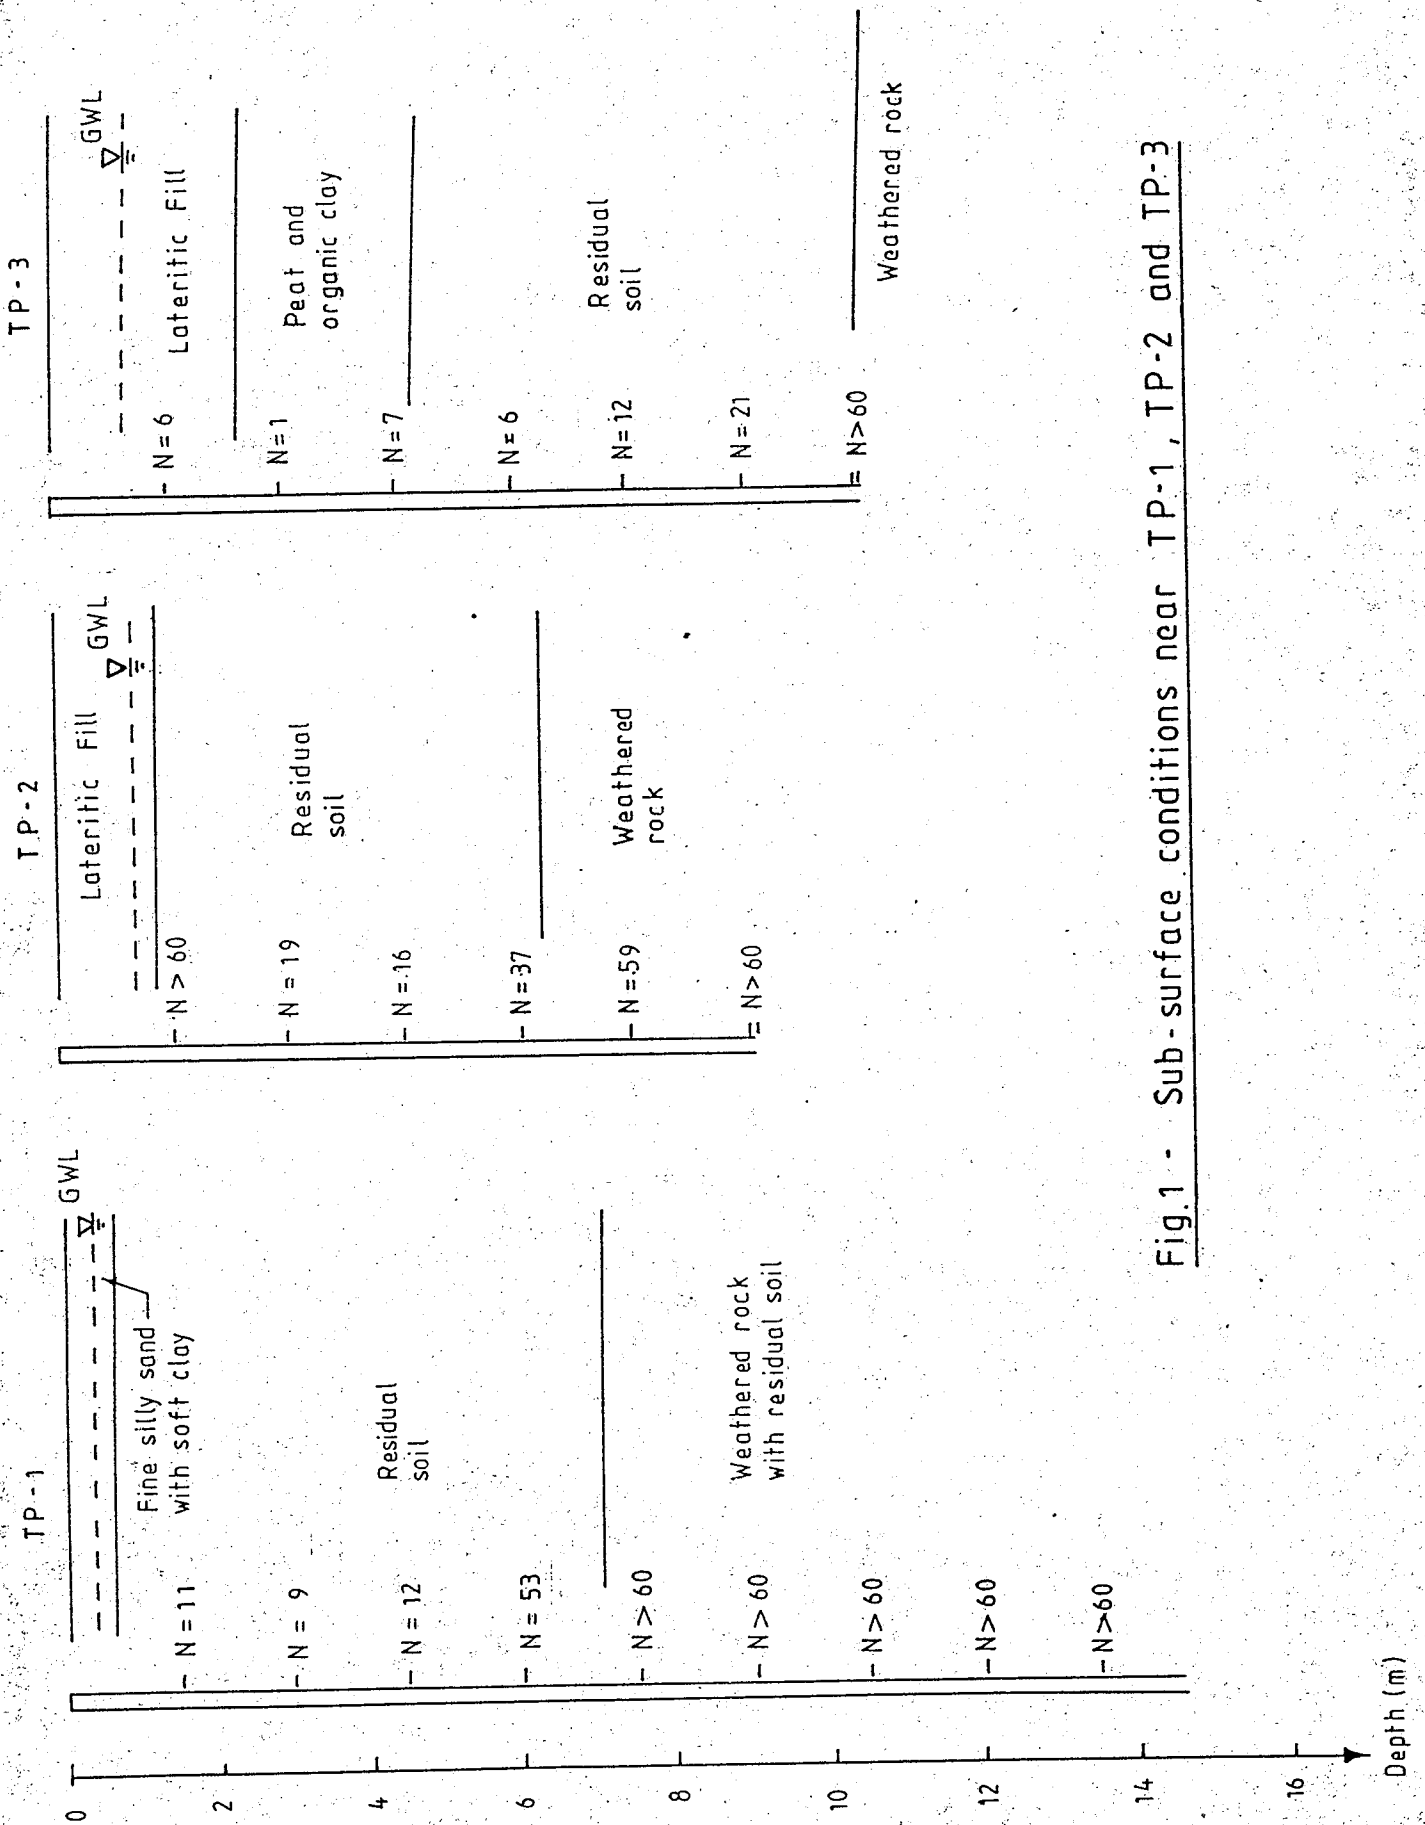 TP-1
GWL
Fine silly sand
with soft clay
N = 11
N = 9
N = 12
N = 53
N > 60
N > 60
N > 60
N > 60
N > 60
Residual
soil
Weathered rock
with residual soil
TP-2
Lateritic Fill
GWL
N > 60
N = 19
N = 16
N = 37
N = 59
N > 60
Residual
soil
Weathered
rock
TP-3
GWL
Lateritic Fill
Peat and
organic clay
Residual
soil
Weathered rock
N = 6
N = 1
N = 7
N = 6
N = 12
N = 21
N > 60
0
2
4
6
8
10
12
14
16
Depth (m)
Fig.1 - Sub-surface conditions near TP-1, TP-2 and TP-3